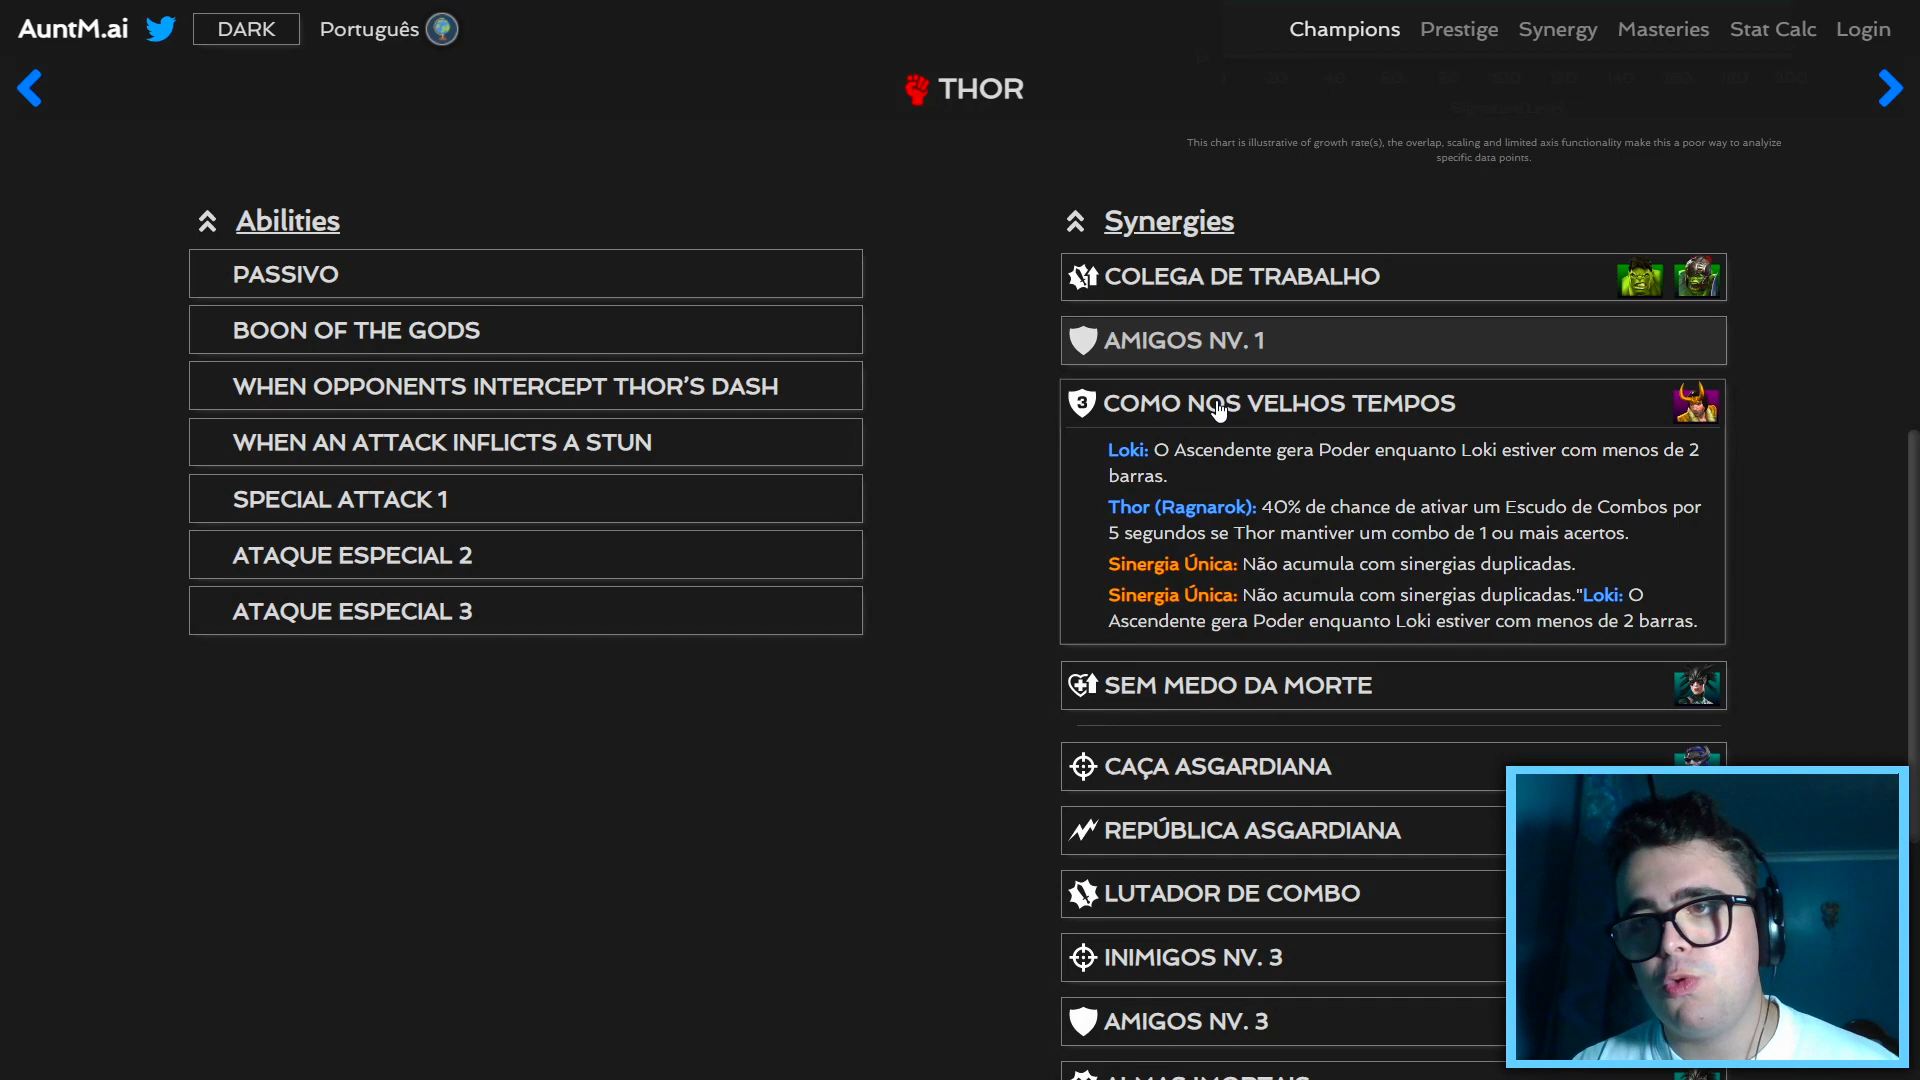 AuntM.ai
DARK
Português
Champions
Prestige
Synergy
Masteries
Stat Calc
Login
THOR
This chart is illustrative of growth rate(s), the overlap, scaling and limited axis functionality make this a poor way to analyize
specific data points.
Abilities
PASSIVO
BOON OF THE GODS
WHEN OPPONENTS INTERCEPT THOR'S DASH
WHEN AN ATTACK INFLICTS A STUN
SPECIAL ATTACK 1
ATAQUE ESPECIAL 2
ATAQUE ESPECIAL 3
Synergies
COLEGA DE TRABALHO
AMIGOS NV. 1
3
COMO NOS VELHOS TEMPOS
Loki: O Ascendente gera Poder enquanto Loki estiver com menos de 2
barras.
Thor (Ragnarok): 40% de chance de ativar um Escudo de Combos por
5 segundos se Thor mantiver um combo de 1 ou mais acertos.
Sinergia Única: Não acumula com sinergias duplicadas.
Sinergia Única: Não acumula com sinergias duplicadas."Loki: O
Ascendente gera Poder enquanto Loki estiver com menos de 2 barras.
SEM MEDO DA MORTE
CAÇA ASGARDIANA
REPÚBLICA ASGARDIANA
LUTADOR DE COMBO
INIMIGOS NV. 3
AMIGOS NV. 3
ALMAS IMORTAIS